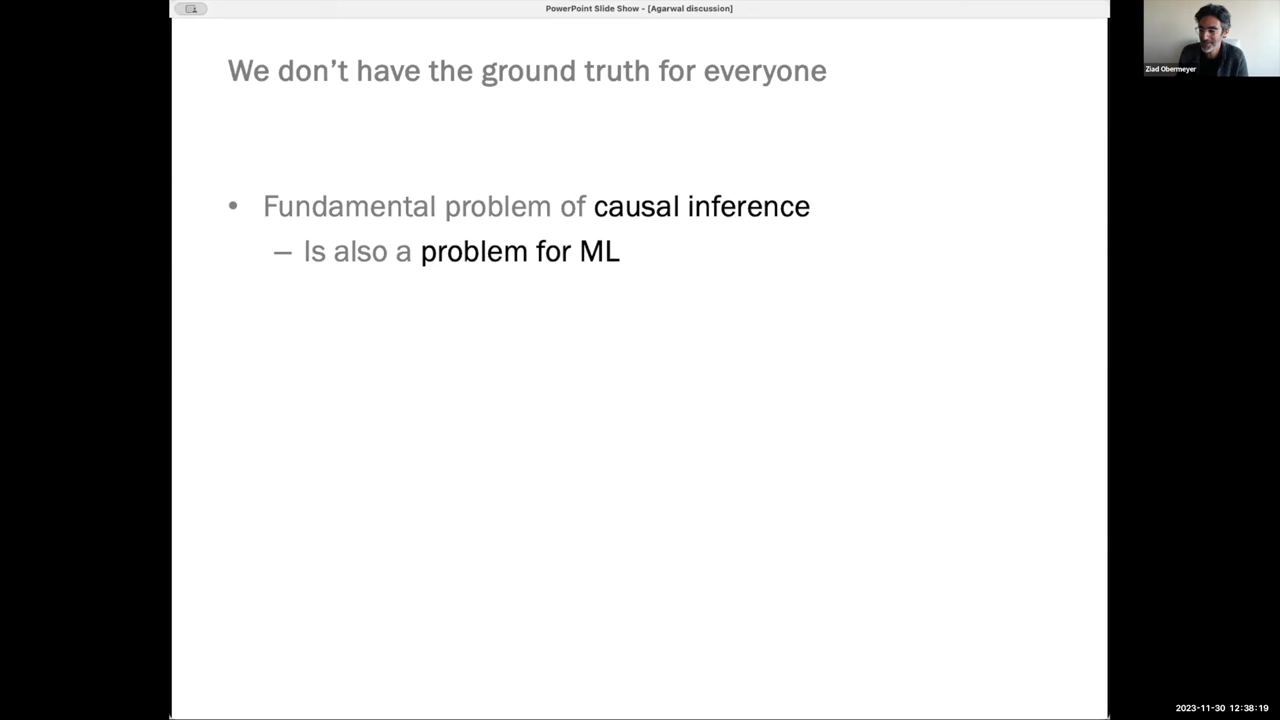 PowerPoint Slide Show - [Agarwal discussion]
We don't have the ground truth for everyone
• Fundamental problem of causal inference
– Is also a problem for ML
Ziad Obermeyer
2023-11-30 12:38:19